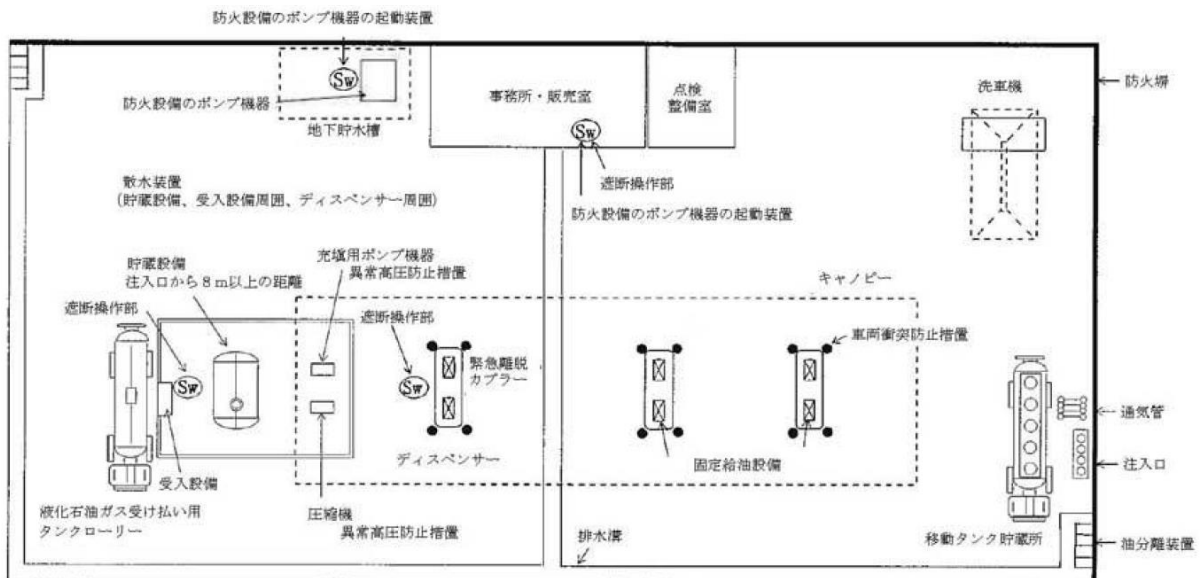 防火設備のポンプ機器の起動装置
Sw
防火設備のポンプ機器
地下貯水槽
事務所・販売室
点検
整備室
Sw
遮断操作部
防火設備のポンプ機器の起動装置
洗車機
防火塀
散水装置
(貯蔵設備、受入設備周囲、ディスペンサー周囲)
貯蔵設備
注入口から8m以上の距離
充塡用ポンプ機器
異常高圧防止措置
キャノピー
遮断操作部
Sw
遮断操作部
Sw
緊急離脱
カプラー
車両衝突防止措置
通気管
ディスペンサー
固定給油設備
注入口
受入設備
液化石油ガス受け払い用
タンクローリー
圧縮機
異常高圧防止措置
排水溝
移動タンク貯蔵所
油分離装置